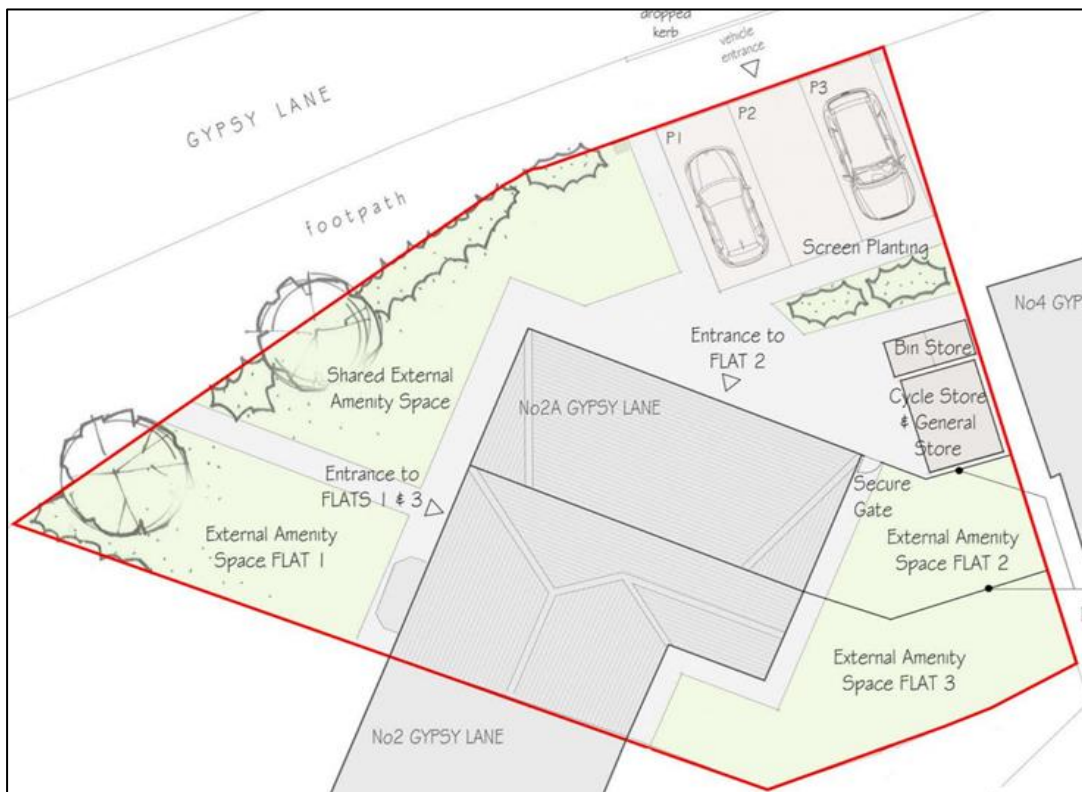 dropped
kerb
vehicle
entrance
GYPSY LANE
P3
P2
P1
footpath
Screen Planting
No4 GYP
Entrance to
FLAT 2
Bin Store
Shared External
Amenity Space
No2A GYPSY LANE
Cycle Store
& General
Store
Entrance to
FLATS 1 & 3
Secure
Gate
External Amenity
Space FLAT 1
External Amenity
Space FLAT 2
External Amenity
Space FLAT 3
No2 GYPSY LANE